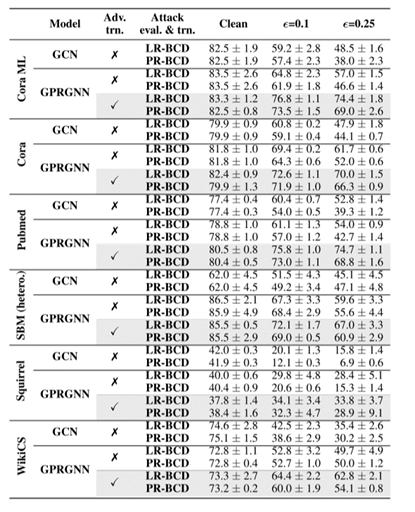 Model Adv. trn. Attack eval. & trn. Clean ϵ=0.1 ϵ=0.25
Cora ML GCN ✗ LR-BCD 82.5 ± 1.9 59.2 ± 2.8 48.5 ± 1.6
PR-BCD 82.5 ± 1.9 57.4 ± 2.3 38.0 ± 2.3
GPRGNN ✗ LR-BCD 83.5 ± 2.6 64.8 ± 2.3 57.0 ± 1.5
PR-BCD 83.5 ± 2.6 61.9 ± 1.8 46.6 ± 1.4
✓ LR-BCD 83.3 ± 1.2 76.8 ± 1.1 74.4 ± 1.8
PR-BCD 82.5 ± 0.8 73.5 ± 1.5 69.0 ± 2.6
Cora GCN ✗ LR-BCD 79.9 ± 0.9 60.8 ± 0.2 47.9 ± 1.8
PR-BCD 79.9 ± 0.9 59.1 ± 0.4 44.1 ± 0.7
GPRGNN ✗ LR-BCD 81.8 ± 1.0 69.4 ± 0.2 61.7 ± 0.6
PR-BCD 81.8 ± 1.0 64.3 ± 0.6 52.0 ± 0.6
✓ LR-BCD 82.4 ± 0.9 72.6 ± 1.1 70.0 ± 1.5
PR-BCD 79.9 ± 1.3 71.9 ± 1.0 66.3 ± 0.9
Pubmed GCN ✗ LR-BCD 77.4 ± 0.4 60.4 ± 0.7 52.8 ± 1.4
PR-BCD 77.4 ± 0.3 54.0 ± 0.5 39.3 ± 1.2
GPRGNN ✗ LR-BCD 78.8 ± 1.0 61.1 ± 1.3 54.0 ± 0.9
PR-BCD 78.8 ± 1.0 57.0 ± 1.2 42.7 ± 1.4
✓ LR-BCD 80.5 ± 0.8 75.8 ± 1.0 74.7 ± 1.1
PR-BCD 80.4 ± 0.5 73.0 ± 1.1 68.8 ± 1.6
SBM (hetero.) GCN ✗ LR-BCD 62.0 ± 4.5 51.5 ± 4.3 45.1 ± 4.5
PR-BCD 62.0 ± 4.5 49.2 ± 3.4 47.1 ± 4.8
GPRGNN ✗ LR-BCD 86.5 ± 2.1 67.3 ± 3.3 59.6 ± 3.3
PR-BCD 85.9 ± 4.9 68.4 ± 2.9 55.6 ± 4.4
✓ LR-BCD 85.5 ± 0.5 72.1 ± 1.7 67.0 ± 3.3
PR-BCD 85.5 ± 2.9 69.0 ± 0.5 60.9 ± 2.9
Squirrel GCN ✗ LR-BCD 42.0 ± 0.3 20.1 ± 1.3 15.8 ± 1.4
PR-BCD 41.9 ± 0.3 12.1 ± 0.3 6.9 ± 0.6
GPRGNN ✗ LR-BCD 40.0 ± 0.6 29.8 ± 4.8 28.4 ± 5.1
PR-BCD 40.4 ± 0.9 20.6 ± 0.6 15.3 ± 1.4
✓ LR-BCD 37.8 ± 1.4 34.1 ± 3.4 33.8 ± 3.7
PR-BCD 38.4 ± 1.6 32.3 ± 4.7 28.9 ± 9.1
WikiCS GCN ✗ LR-BCD 74.6 ± 2.8 42.5 ± 2.3 35.4 ± 2.6
PR-BCD 75.1 ± 1.5 38.6 ± 2.9 30.2 ± 2.5
GPRGNN ✗ LR-BCD 72.8 ± 1.1 52.8 ± 3.2 49.7 ± 4.9
PR-BCD 72.8 ± 0.4 52.7 ± 1.0 50.0 ± 1.2
✓ LR-BCD 73.3 ± 2.7 64.4 ± 2.2 62.8 ± 2.1
PR-BCD 73.2 ± 0.2 60.0 ± 1.9 54.1 ± 0.8